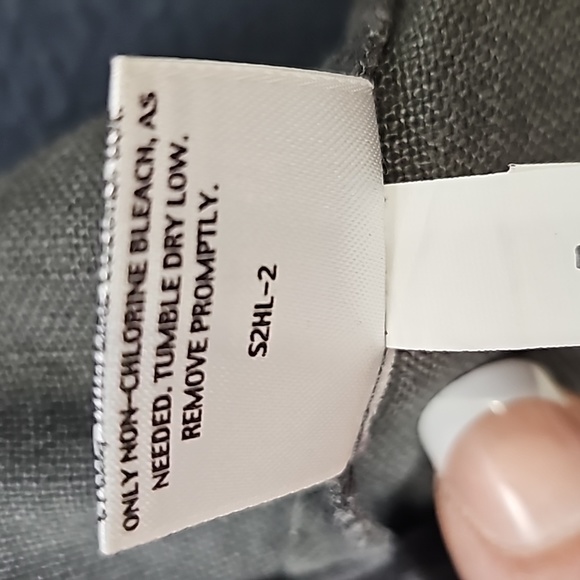 ONLY NON-CHLORINE BLEACH, AS
NEEDED. TUMBLE DRY LOW.
REMOVE PROMPTLY.
S2HL-2